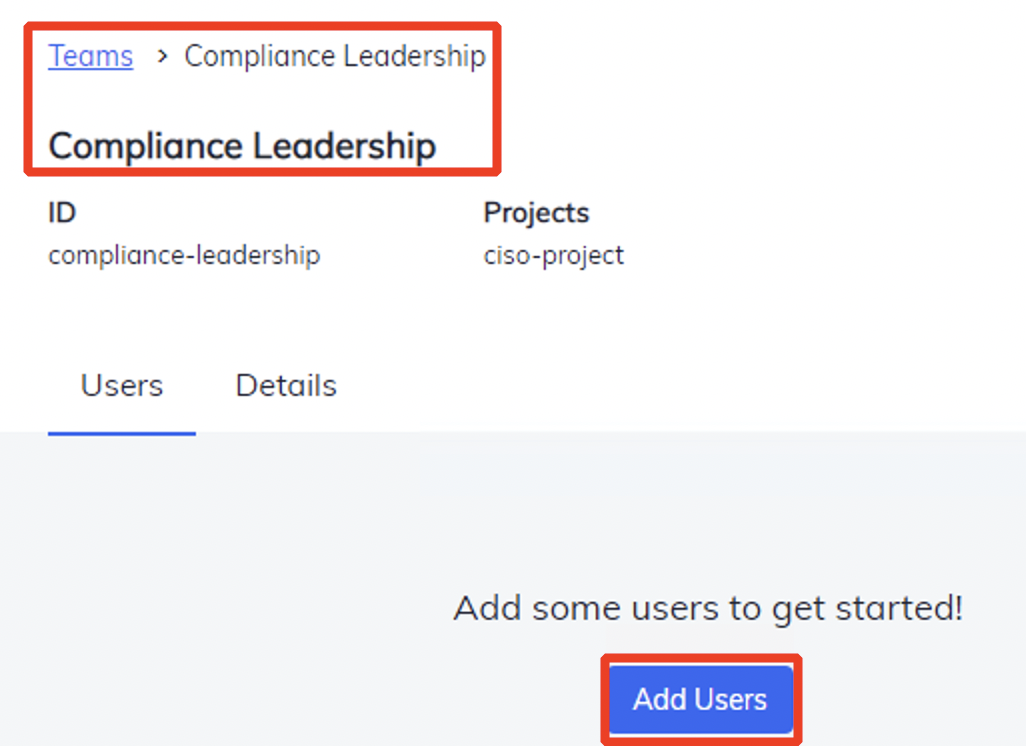 Teams > Compliance Leadership
Compliance Leadership
ID
Projects
compliance-leadership
ciso-project
Users
Details
Add some users to get started!
Add Users